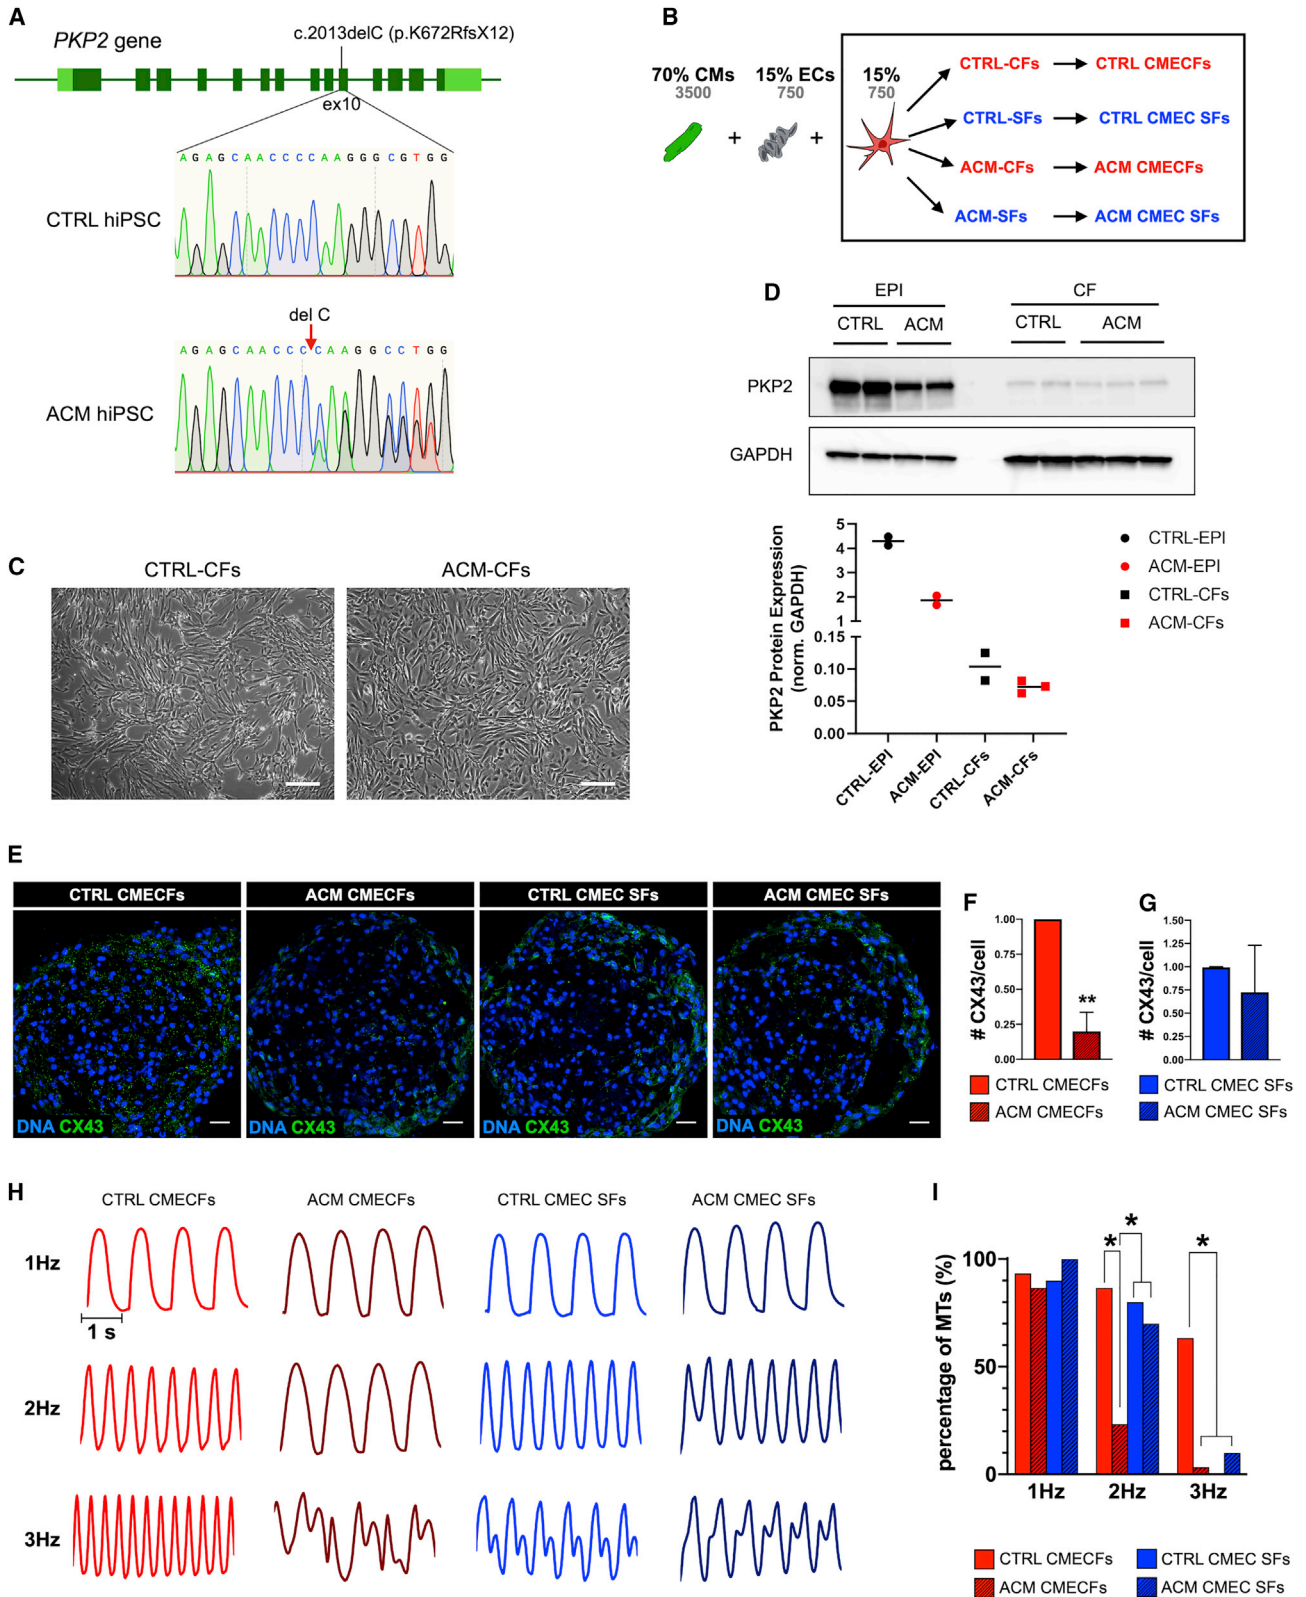 A
PKP2 gene
c.2013delC (p.K672RfsX12)
ex10
A G A G C A A C C C C A A G G G C G T G G
CTRL hiPSC
del C
A G A G C A A C C C C A A G G C C T G G
ACM hiPSC
B
70% CMs
3500
+
15% ECs
750
+
15%
750
CTRL-CFs
CTRL CMECFs
CTRL-SFs
CTRL CMEC SFs
ACM-CFs
ACM CMECFs
ACM-SFs
ACM CMEC SFs
C
CTRL-CFs
ACM-CFs
D
EPI
CF
CTRL
ACM
CTRL
ACM
PKP2
GAPDH
PKP2 Protein Expression
(norm. GAPDH)
5
4
3
2
1
0.15
0.10
0.05
0.00
CTRL-EPI
ACM-EPI
CTRL-CFs
ACM-CFs
CTRL-EPI
ACM-EPI
CTRL-CFs
ACM-CFs
E
CTRL CMECFs
ACM CMECFs
CTRL CMEC SFs
ACM CMEC SFs
DNA CX43
DNA CX43
DNA CX43
DNA CX43
F
# CX43/cell
1.00
0.75
0.50
0.25
0.00
**
CTRL CMECFs
ACM CMECFs
G
# CX43/cell
1.50
1.25
1.00
0.75
0.50
0.25
0.00
CTRL CMEC SFs
ACM CMEC SFs
H
CTRL CMECFs
ACM CMECFs
CTRL CMEC SFs
ACM CMEC SFs
1Hz
1 s
2Hz
3Hz
I
percentage of MTs (%)
100
50
0
*
*
*
1Hz
2Hz
3Hz
CTRL CMECFs
CTRL CMEC SFs
ACM CMECFs
ACM CMEC SFs